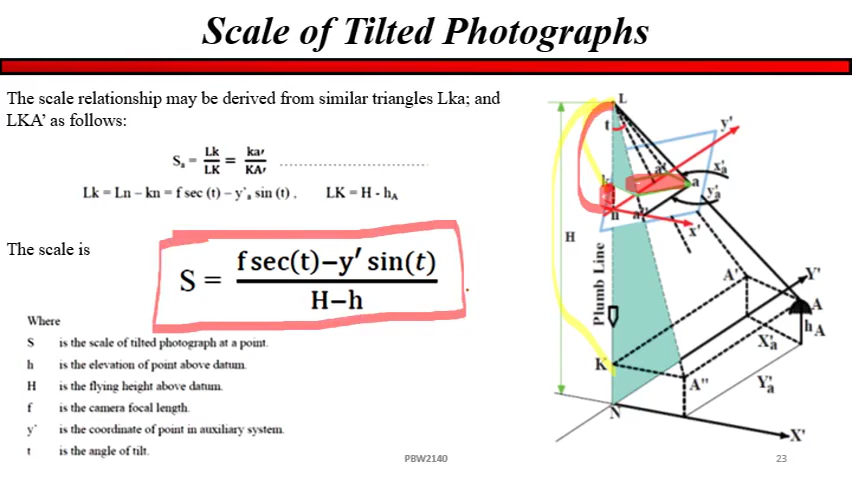 Scale of Tilted Photographs
The scale relationship may be derived from similar triangles Lka; and
LKA' as follows:
Sa = Lk/LK = ka'/KA' ............................................
Lk = Ln – kn = f sec (t) – y'a sin (t) , LK = H - hA
The scale is
S = (f sec(t)−y′ sin(t))/(H−h) .
Where
S is the scale of tilted photograph at a point.
h is the elevation of point above datum.
H is the flying height above datum.
f is the camera focal length.
y' is the coordinate of point in auxiliary system.
t is the angle of tilt.
L
t
y'
a'
x'a
k
a
y'a
n
a"
x'
H
Plumb Line
A'
Y'
A
hA
X'a
K
A"
Y'a
N
X'
PBW2140
23